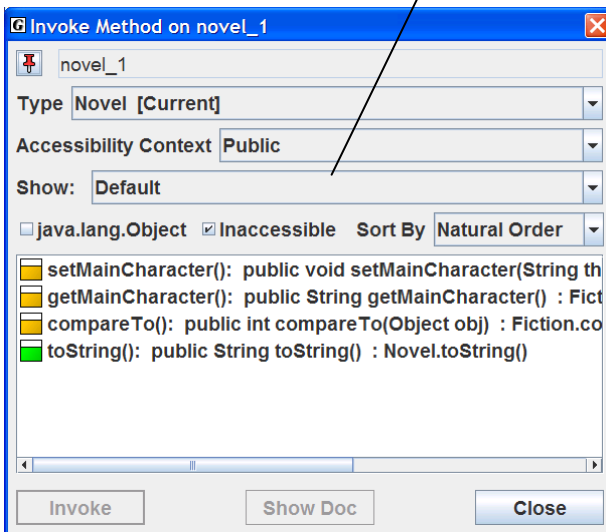 G Invoke Method on novel_1
novel_1
Type Novel [Current]
Accessibility Context Public
Show: Default
java.lang.Object Inaccessible Sort By Natural Order
setMainCharacter(): public void setMainCharacter(String th
getMainCharacter(): public String getMainCharacter() : Fict
compareTo(): public int compareTo(Object obj) : Fiction.co
toString(): public String toString() : Novel.toString()
Invoke Show Doc Close